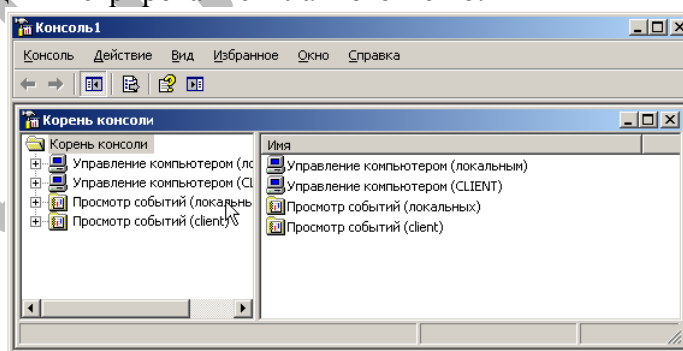 Консоль1
Консоль Действие Вид Избранное Окно Справка
Корень консоли
Корень консоли
Управление компьютером (ло
Управление компьютером (CL
Просмотр событий (локальнь
Просмотр событий (client)
Имя
Управление компьютером (локальным)
Управление компьютером (CLIENT)
Просмотр событий (локальных)
Просмотр событий (client)